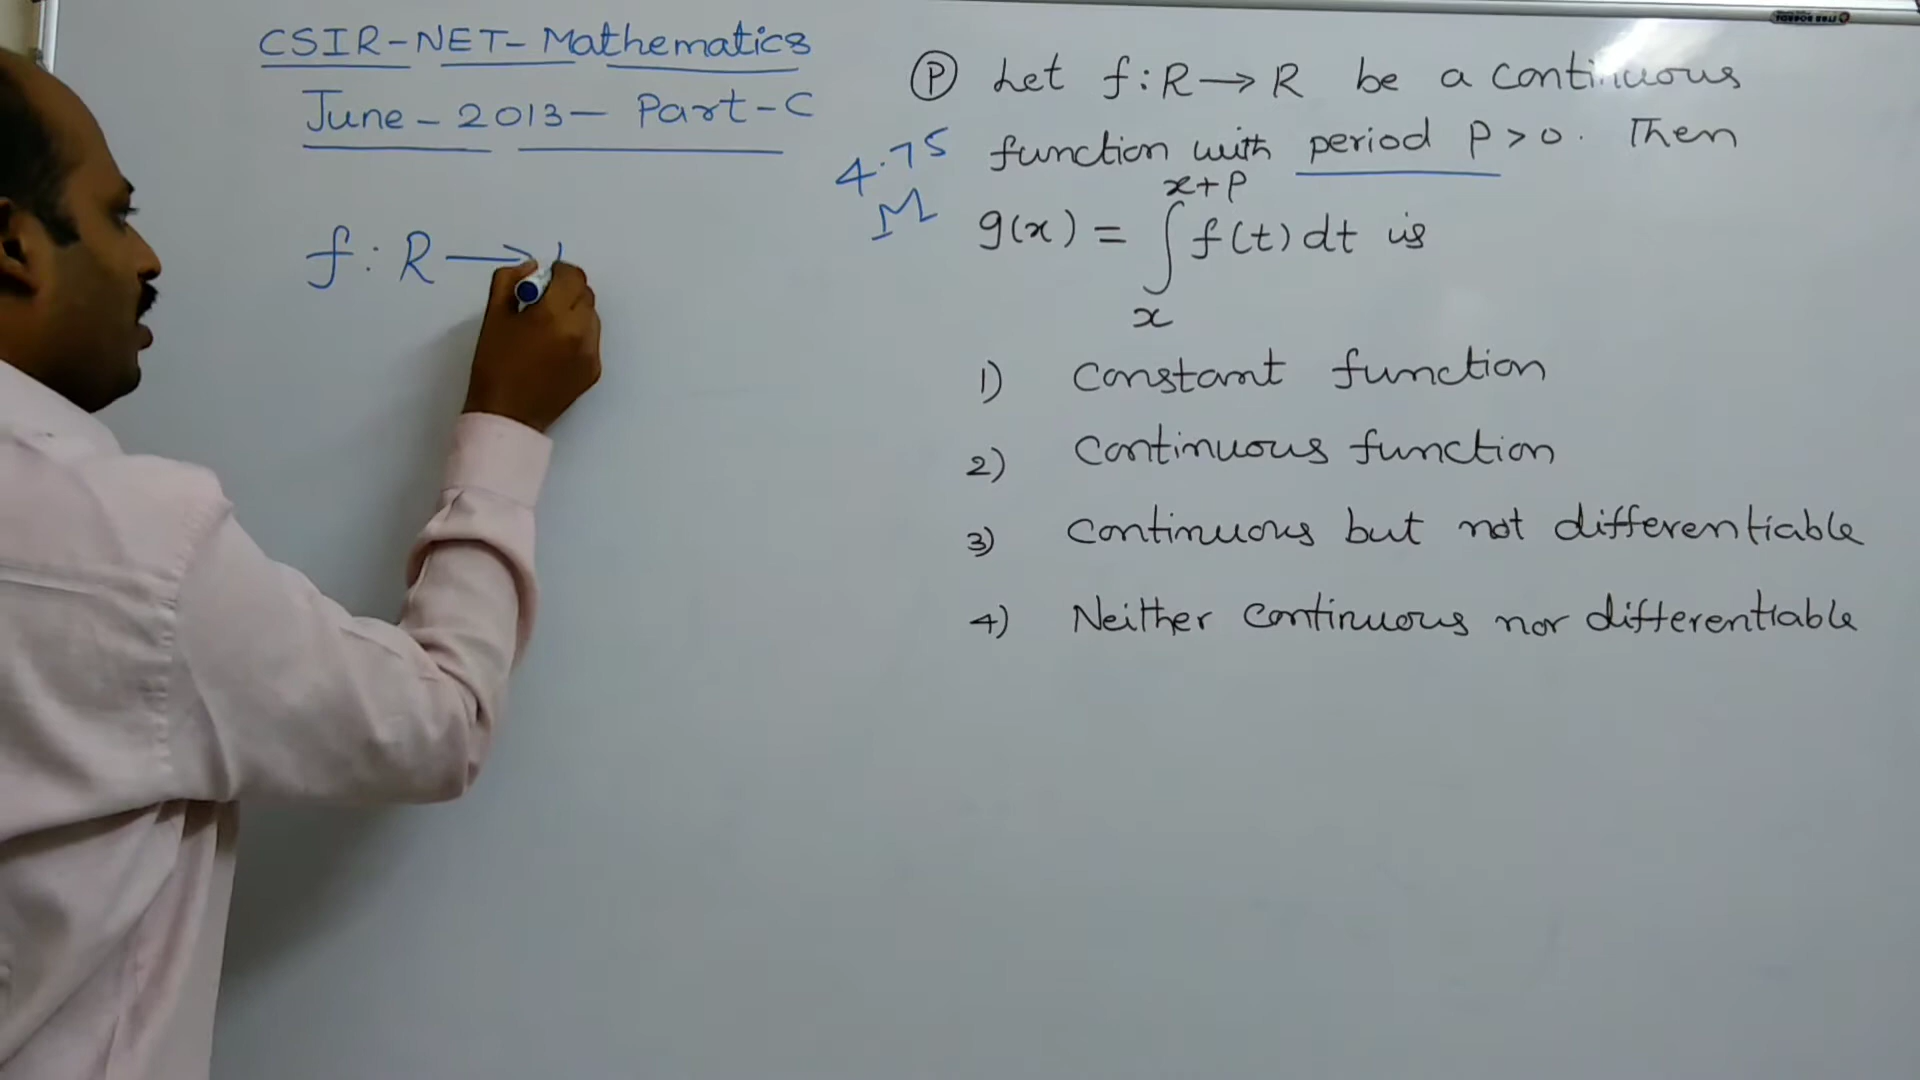 CSIR-NET-Mathematics
June-2013-Part-C
f: R→
4.75
M
Ⓟ Let f:R→R be a continuous
function with period P>0. Then
x+P
g(x) = ∫ f(t) dt is
x
1) Constant function
2) Continuous function
3) Continuous but not differentiable
4) Neither continuous nor differentiable